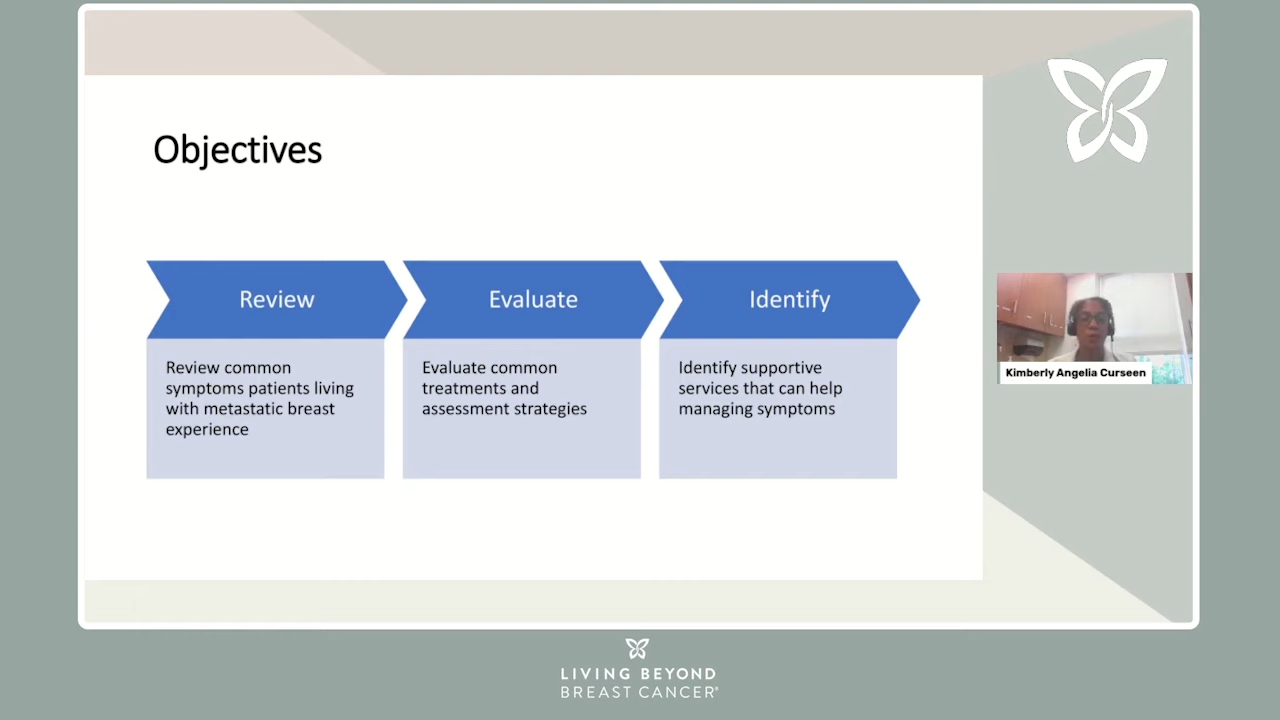 Objectives
Review
Review common
symptoms patients living
with metastatic breast
experience
Evaluate
Evaluate common
treatments and
assessment strategies
Identify
Identify supportive
services that can help
managing symptoms
Kimberly Angelia Curseen
LIVING BEYOND
BREAST CANCER®